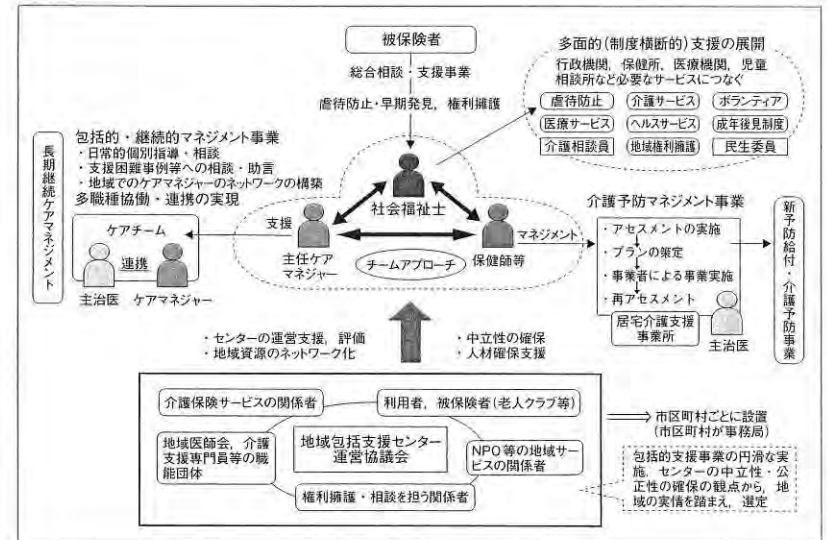 被保険者
総合相談・支援事業
虐待防止・早期発見，権利擁護
多面的(制度横断的)支援の展開
行政機関，保健所，医療機関，児童
相談所など必要なサービスにつなぐ
虐待防止
介護サービス
ボランティア
医療サービス
ヘルスサービス
成年後見制度
介護相談員
地域権利擁護
民生委員
長期継続ケアマネジメント
包括的・継続的マネジメント事業
・日常的個別指導・相談
・支援困難事例等への相談・助言
・地域でのケアマネジャーのネットワークの構築
多職種協働・連携の実現
ケアチーム
連携
主治医
ケアマネジャー
支援
社会福祉士
主任ケア
マネジャー
チームアプローチ
保健師等
マネジメント
介護予防マネジメント事業
・アセスメントの実施
・プランの策定
・事業者による事業実施
・再アセスメント
居宅介護支援
事業所
主治医
新予防給付・介護予防事業
・センターの運営支援，評価
・地域資源のネットワーク化
・中立性の確保
・人材確保支援
介護保険サービスの関係者
利用者，被保険者(老人クラブ等)
地域医師会，介護
支援専門員等の職
能団体
地域包括支援センター
運営協議会
NPO等の地域サー
ビスの関係者
権利擁護・相談を担う関係者
市区町村ごとに設置
(市区町村が事務局)
包括的支援事業の円滑な実
施，センターの中立性・公
正性の確保の観点から，地
域の実情を踏まえ，選定